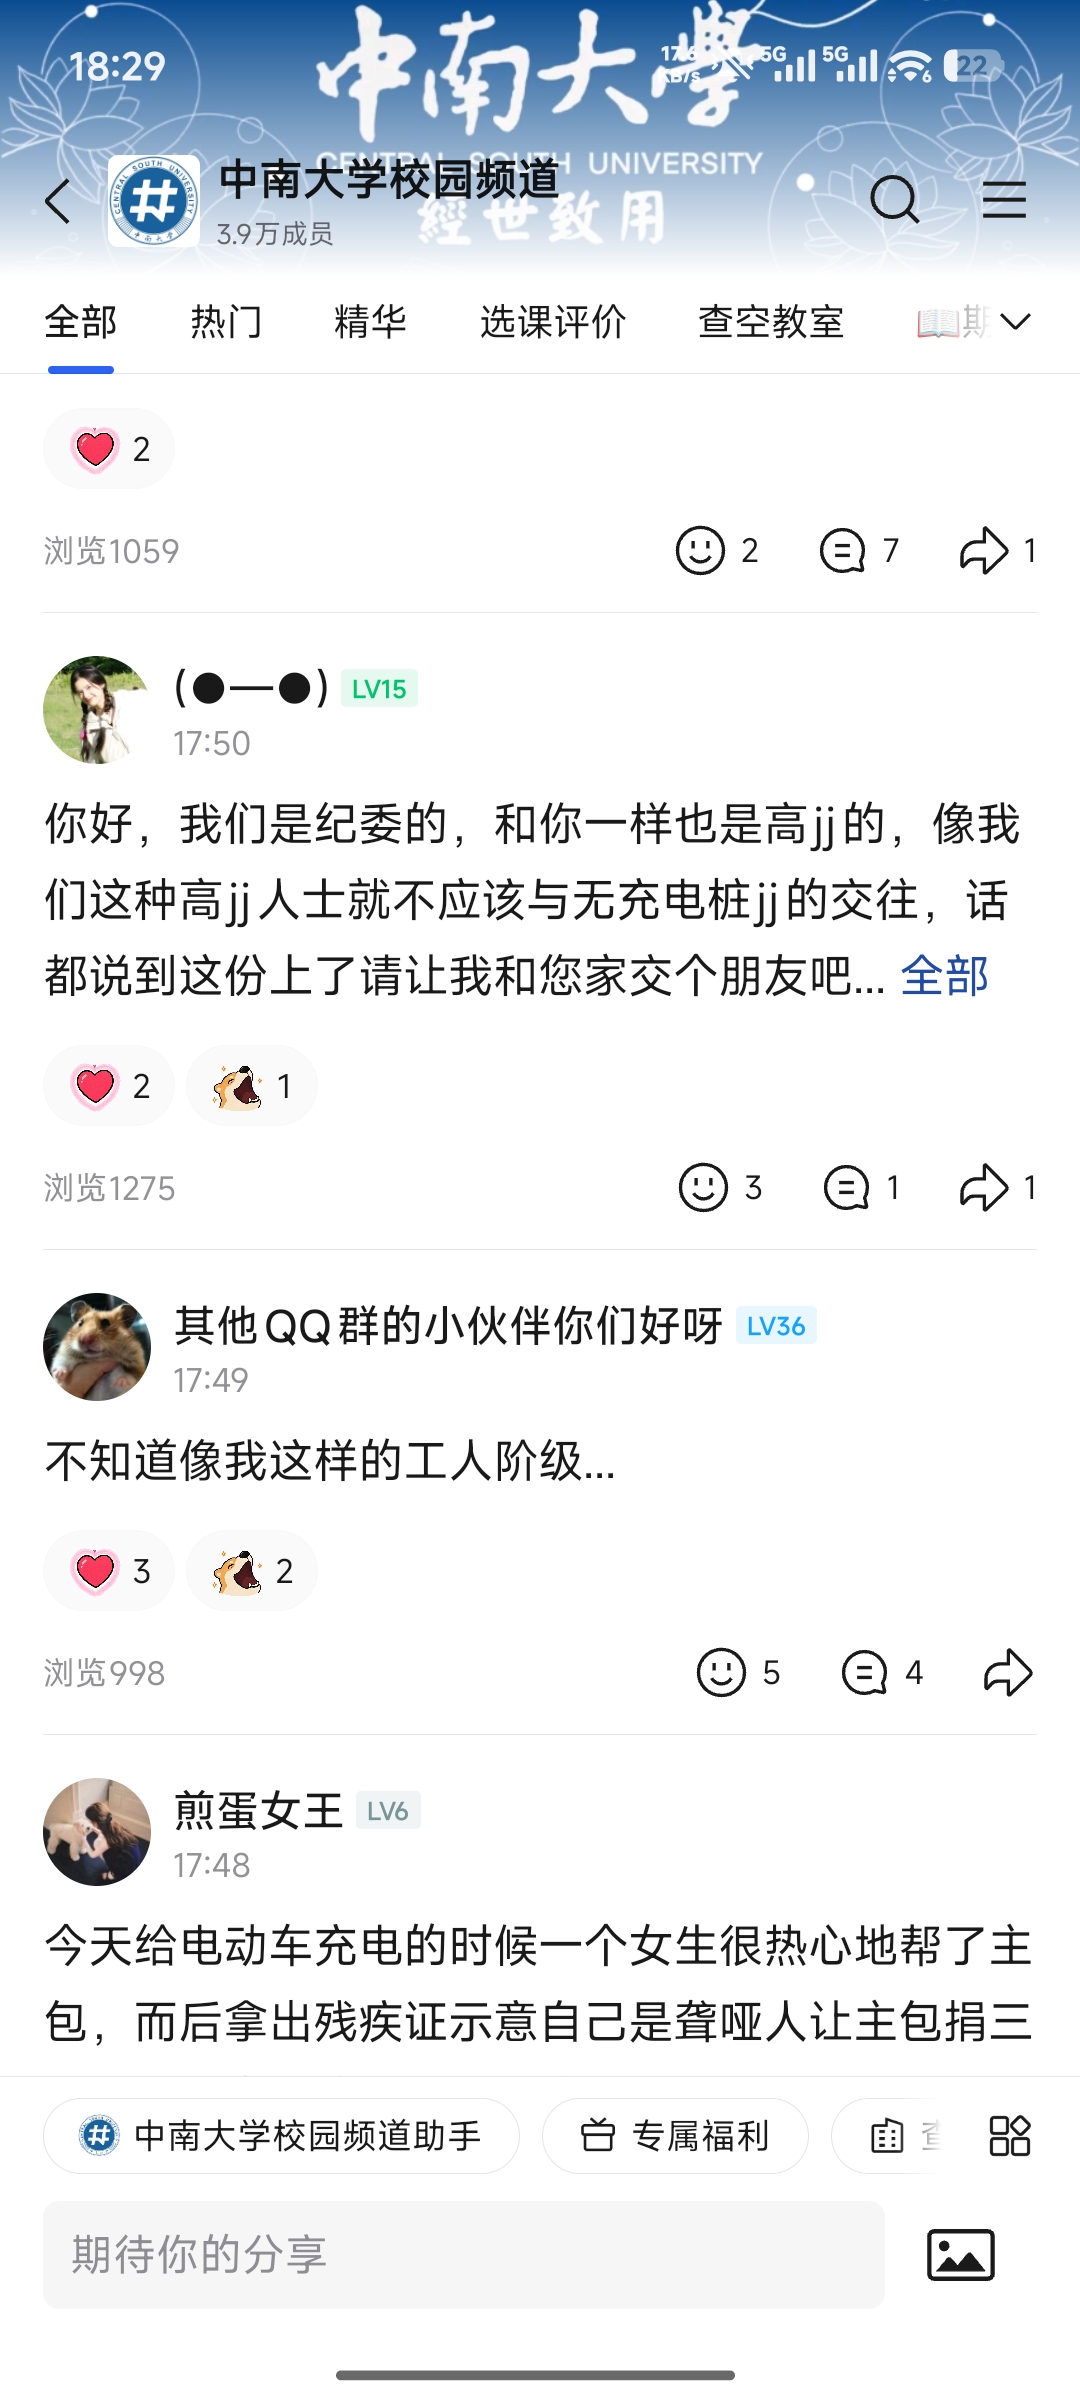 中南大學
18:29
17.6 KB/s 5G 5G 6 22
CENTRAL SOUTH UNIVERSITY
中南大学校园频道
經世致用
3.9万成员
全部 热门 精华 选课评价 查空教室 期
2
浏览1059 2 7 1
(●—●) LV15
17:50
你好，我们是纪委的，和你一样也是高jj的，像我
们这种高jj人士就不应该与无充电桩jj的交往，话
都说到这份上了请让我和您家交个朋友吧... 全部
2 1
浏览1275 3 1 1
其他QQ群的小伙伴你们好呀 LV36
17:49
不知道像我这样的工人阶级...
3 2
浏览998 5 4
煎蛋女王 LV6
17:48
今天给电动车充电的时候一个女生很热心地帮了主
包，而后拿出残疾证示意自己是聋哑人让主包捐三
中南大学校园频道助手 专属福利 查
期待你的分享